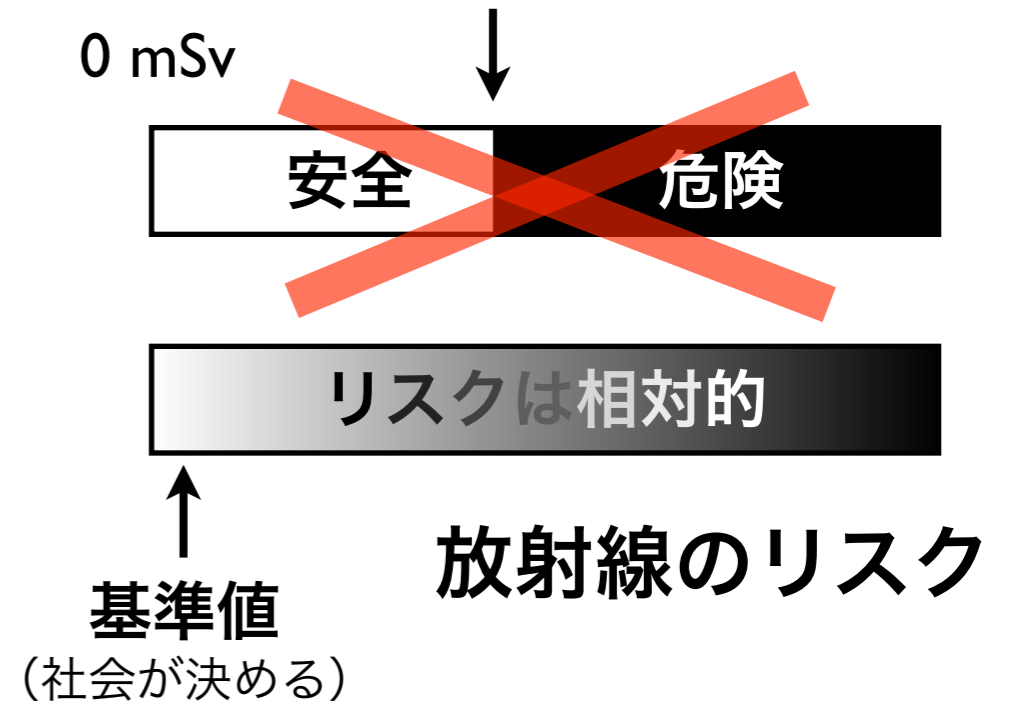 0 mSv
安全 危険
リスクは相対的
放射線のリスク
基準値
（社会が決める）